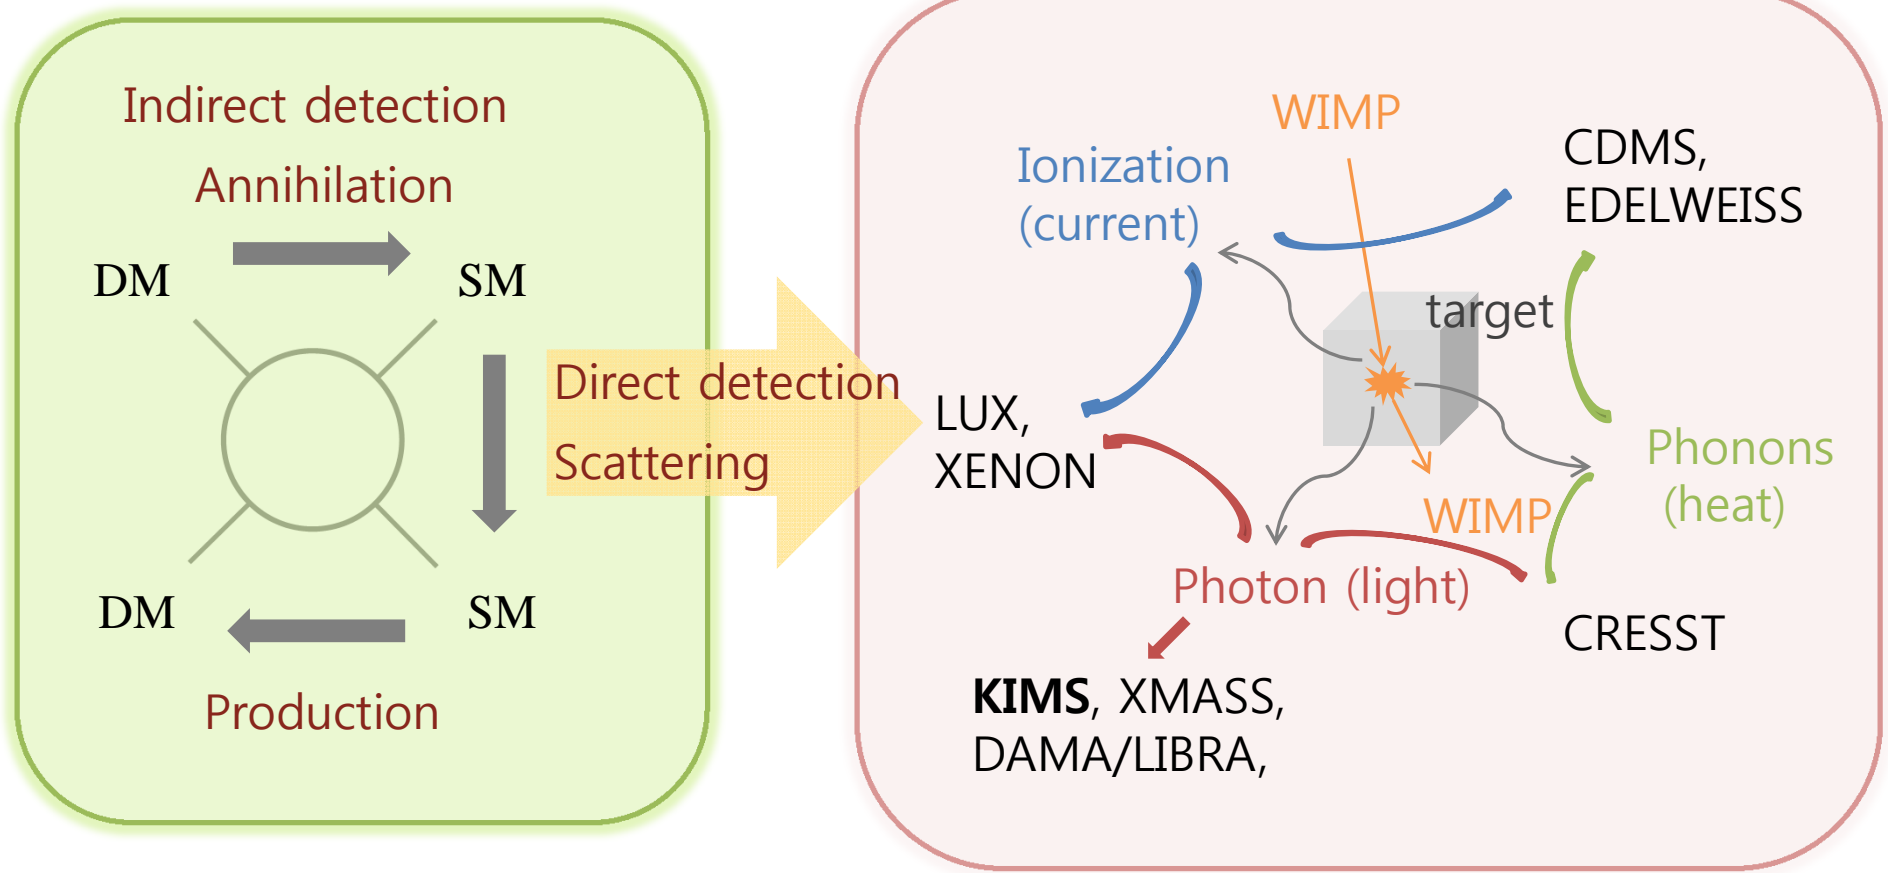 Indirect detection
Annihilation
DM
SM
DM
SM
Production
Direct detection
Scattering
WIMP
Ionization
(current)
CDMS,
EDELWEISS
target
LUX,
XENON
Phonons
(heat)
WIMP
Photon (light)
CRESST
KIMS, XMASS,
DAMA/LIBRA,